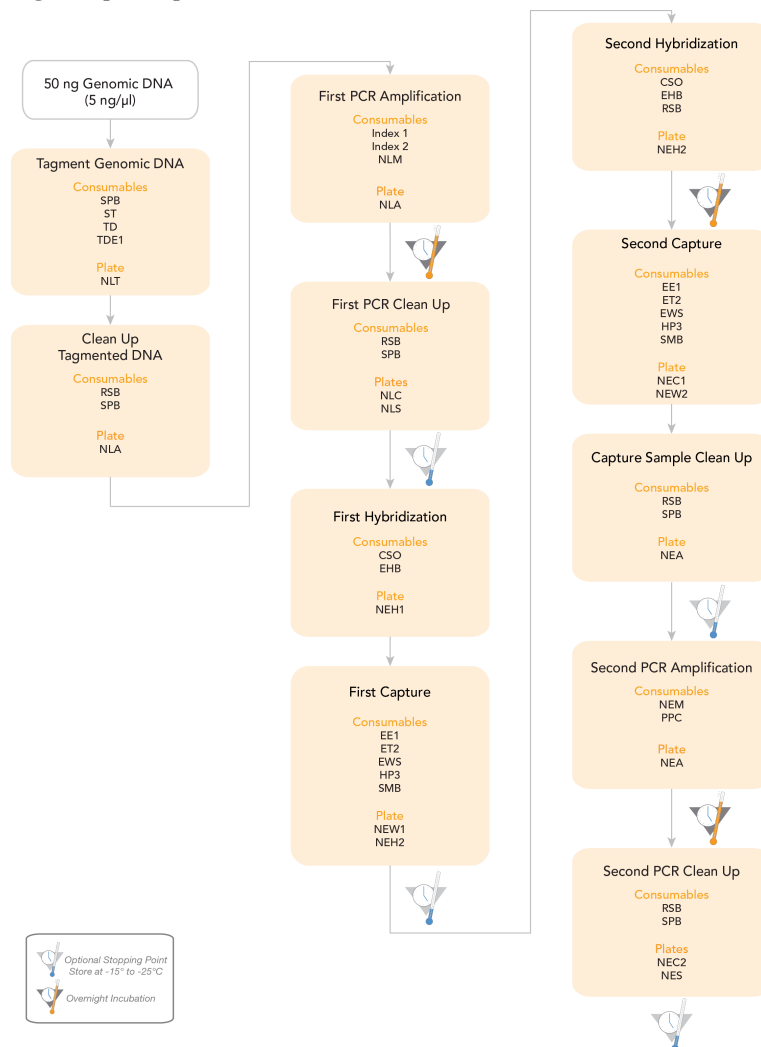 50 ng Genomic DNA
(5 ng/µl)
Tagment Genomic DNA
Consumables
SPB
ST
TD
TDE1
Plate
NLT
Clean Up
Tagmented DNA
Consumables
RSB
SPB
Plate
NLA
First PCR Amplification
Consumables
Index 1
Index 2
NLM
Plate
NLA
First PCR Clean Up
Consumables
RSB
SPB
Plates
NLC
NLS
First Hybridization
Consumables
CSO
EHB
Plate
NEH1
First Capture
Consumables
EE1
ET2
EWS
HP3
SMB
Plate
NEW1
NEH2
Second Hybridization
Consumables
CSO
EHB
RSB
Plate
NEH2
Second Capture
Consumables
EE1
ET2
EWS
HP3
SMB
Plate
NEC1
NEW2
Capture Sample Clean Up
Consumables
RSB
SPB
Plate
NEA
Second PCR Amplification
Consumables
NEM
PPC
Plate
NEA
Second PCR Clean Up
Consumables
RSB
SPB
Plates
NEC2
NES
Optional Stopping Point
Store at -15° to -25°C
Overnight Incubation